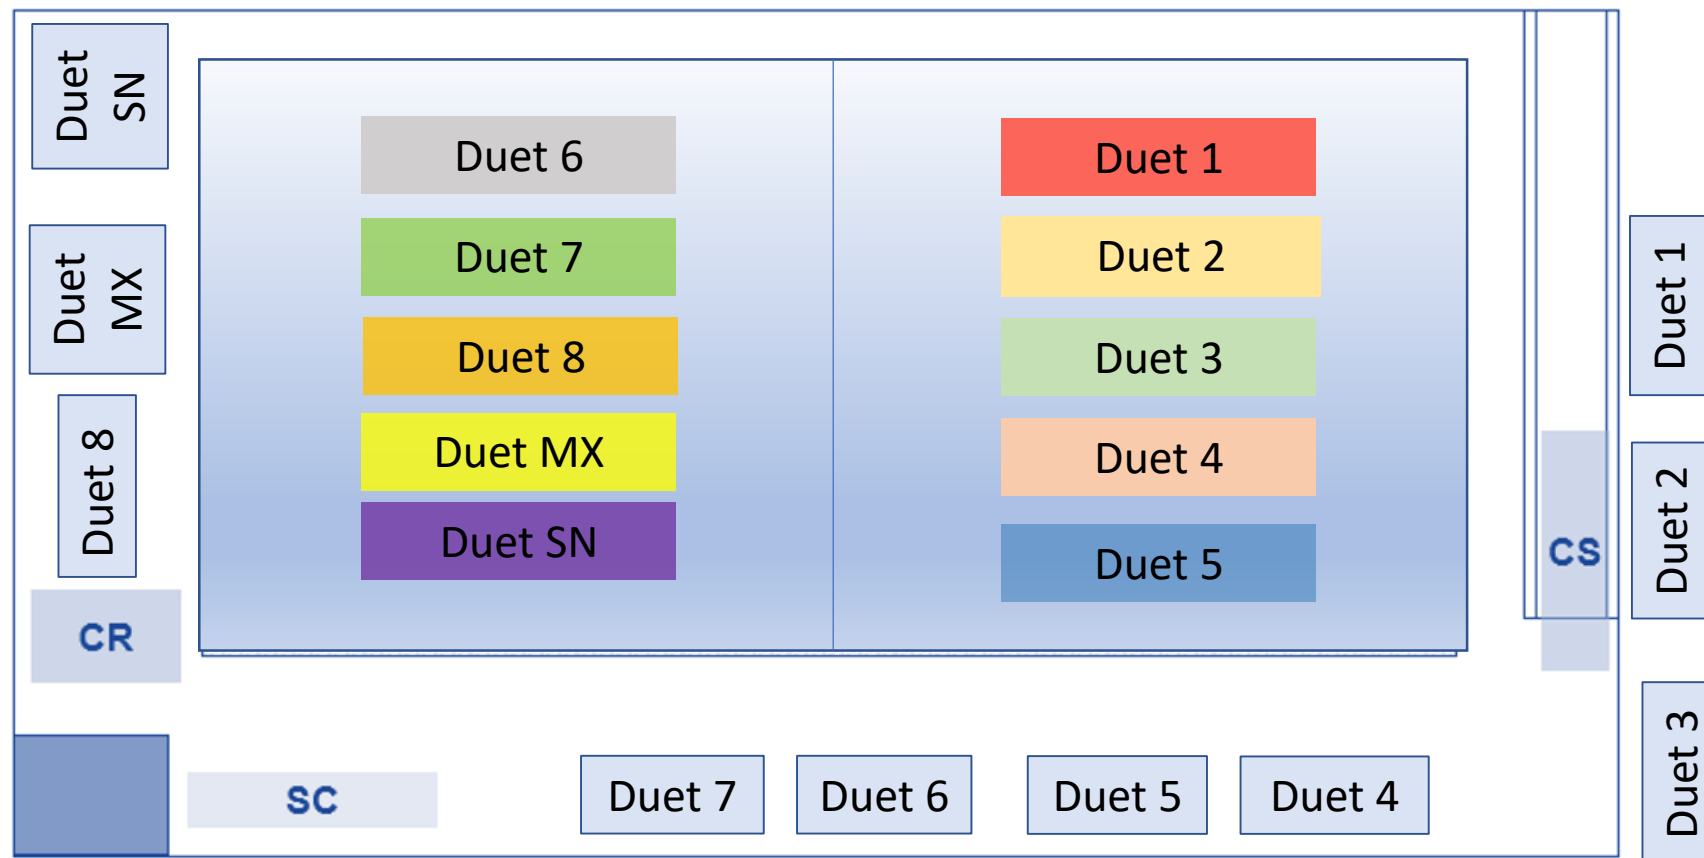 Duet
SN
Duet
MX
Duet 8
CR
SC
Duet 6
Duet 7
Duet 8
Duet MX
Duet SN
Duet 1
Duet 2
Duet 3
Duet 4
Duet 5
CS
Duet 1
Duet 2
Duet 3
Duet 7
Duet 6
Duet 5
Duet 4